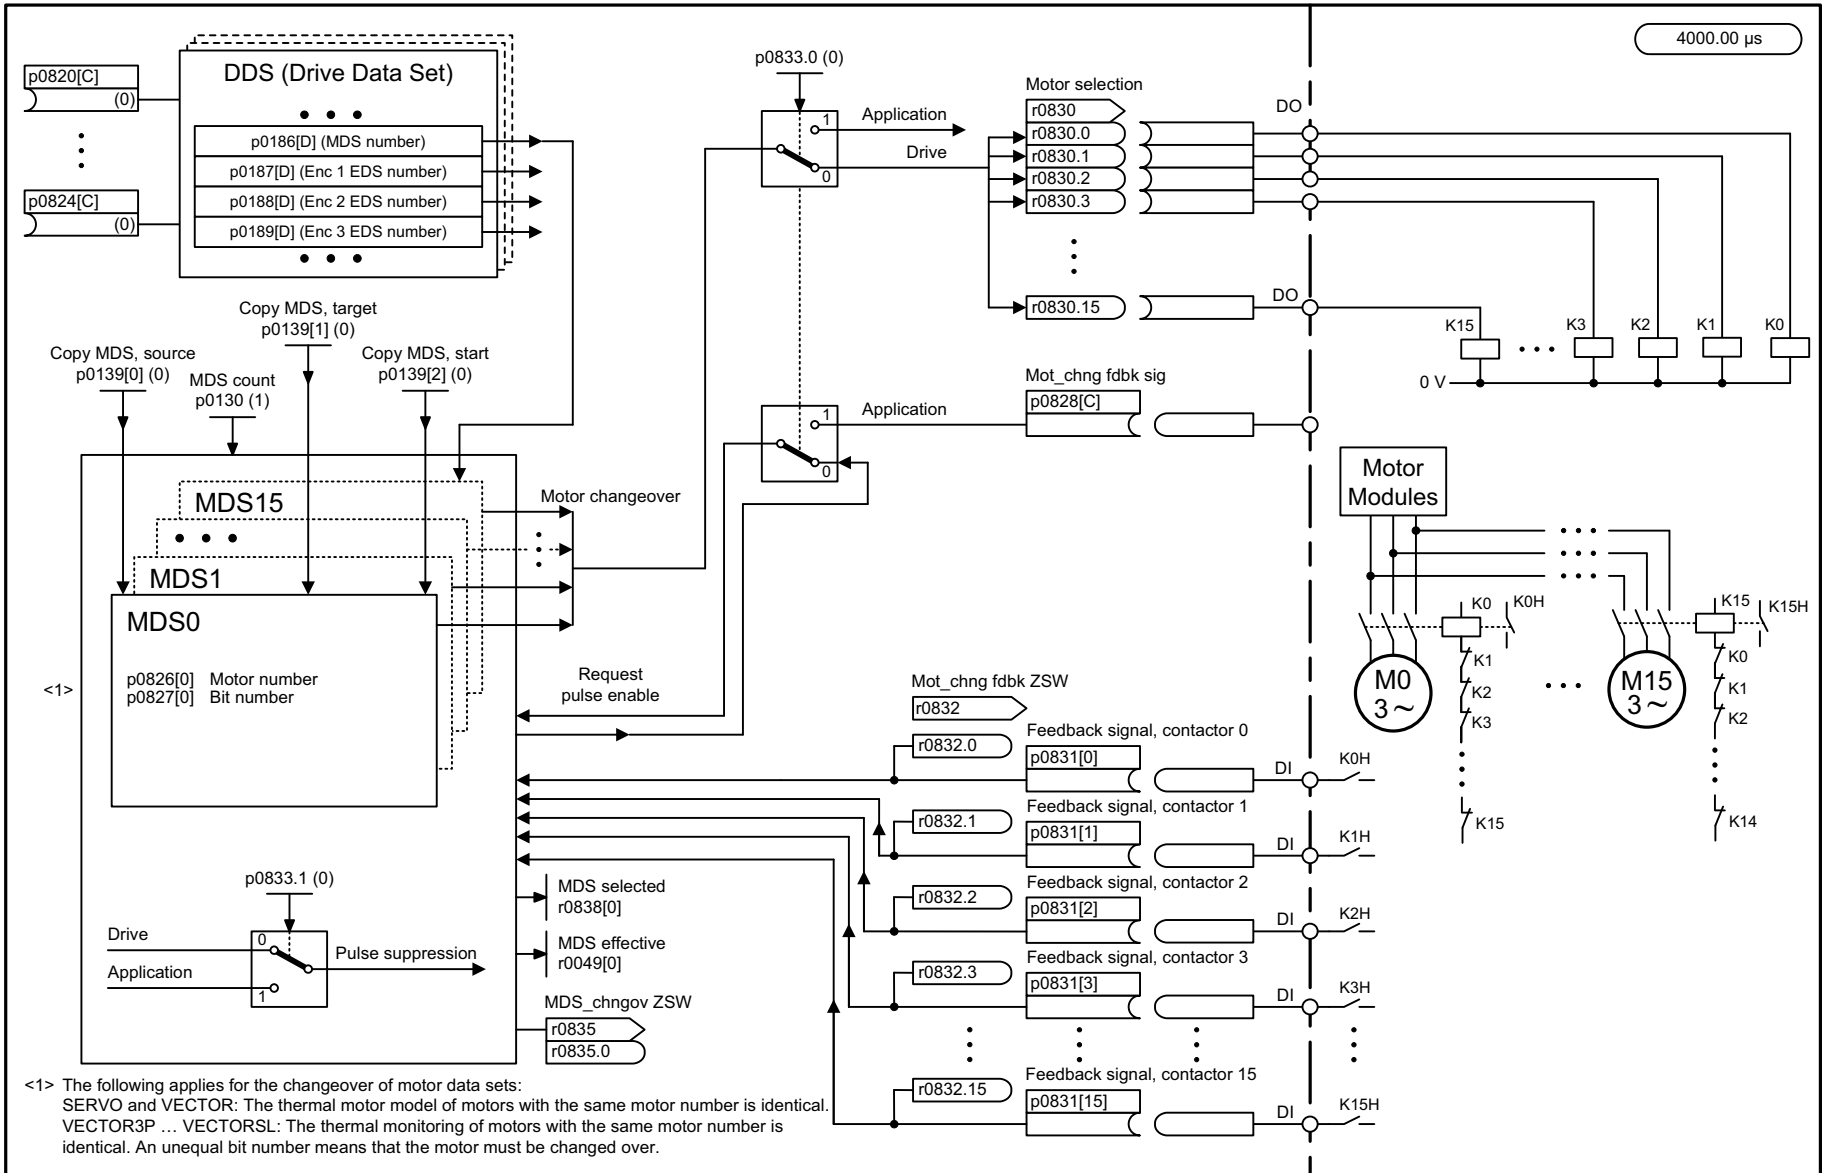 4000.00 µs
p0820[C]
(0)
p0824[C]
(0)
DDS (Drive Data Set)
p0186[D] (MDS number)
p0187[D] (Enc 1 EDS number)
p0188[D] (Enc 2 EDS number)
p0189[D] (Enc 3 EDS number)
p0833.0 (0)
1
0
Application
Drive
Motor selection
r0830
r0830.0
r0830.1
r0830.2
r0830.3
r0830.15
DO
DO
K15
K3
K2
K1
K0
0 V
Copy MDS, target
p0139[1] (0)
Copy MDS, source
p0139[0] (0)
MDS count
p0130 (1)
Copy MDS, start
p0139[2] (0)
1
0
Application
Mot_chng fdbk sig
p0828[C]
MDS15
MDS1
MDS0
p0826[0] Motor number
p0827[0] Bit number
<1>
Motor changeover
Request
pulse enable
Motor
Modules
M0
3~
K0
K0H
K1
K2
K3
K15
M15
3~
K15
K15H
K0
K1
K2
K14
Mot_chng fdbk ZSW
r0832
r0832.0
Feedback signal, contactor 0
p0831[0]
DI
K0H
r0832.1
Feedback signal, contactor 1
p0831[1]
DI
K1H
r0832.2
Feedback signal, contactor 2
p0831[2]
DI
K2H
r0832.3
Feedback signal, contactor 3
p0831[3]
DI
K3H
r0832.15
Feedback signal, contactor 15
p0831[15]
DI
K15H
p0833.1 (0)
Drive
Application
0
1
Pulse suppression
MDS selected
r0838[0]
MDS effective
r0049[0]
MDS_chngov ZSW
r0835
r0835.0
<1> The following applies for the changeover of motor data sets:
SERVO and VECTOR: The thermal motor model of motors with the same motor number is identical.
VECTOR3P ... VECTORSL: The thermal monitoring of motors with the same motor number is
identical. An unequal bit number means that the motor must be changed over.